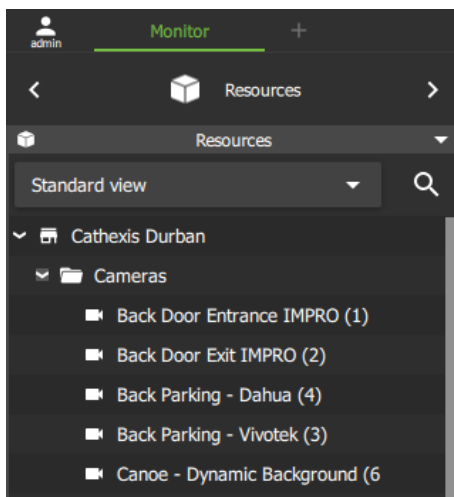 admin
Monitor
Resources
Resources
Standard view
Cathexis Durban
Cameras
Back Door Entrance IMPRO (1)
Back Door Exit IMPRO (2)
Back Parking - Dahua (4)
Back Parking - Vivotek (3)
Canoe - Dynamic Background (6